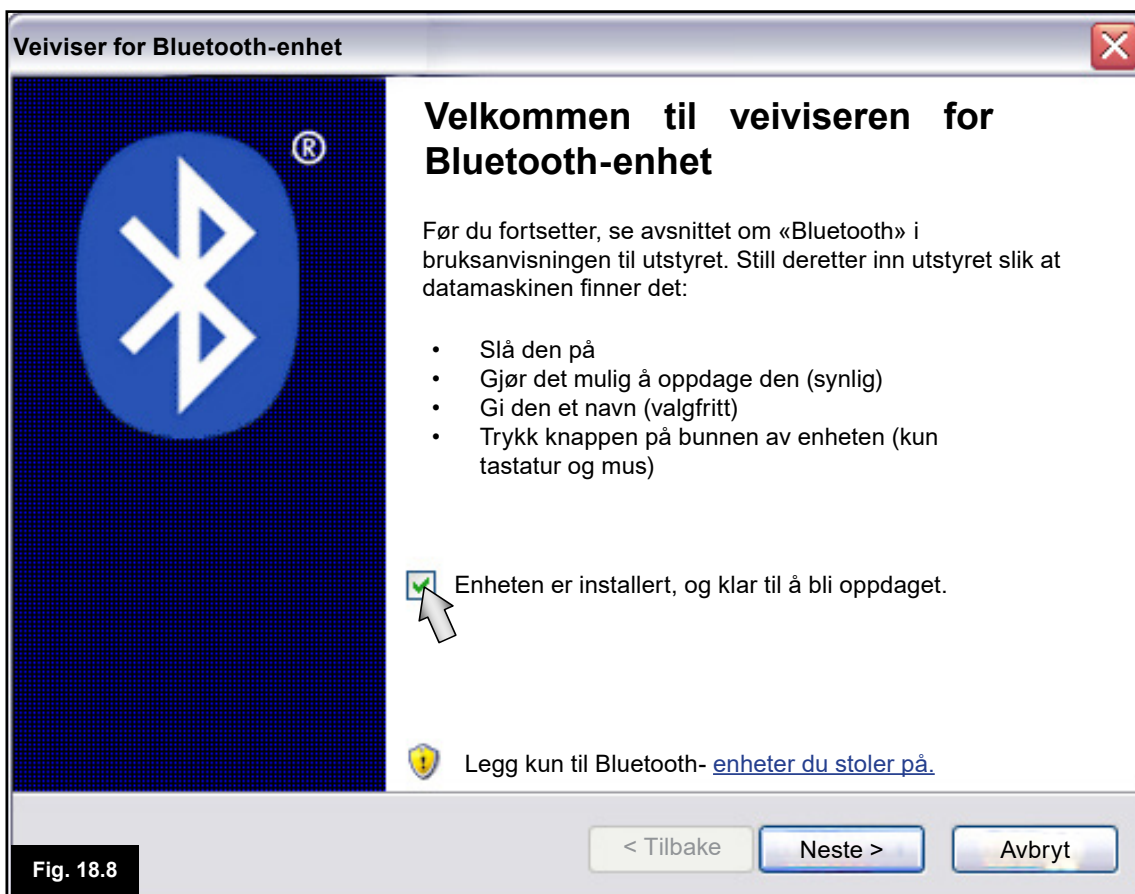 Veiviser for Bluetooth-enhet
®
Velkommen til veiviseren for
Bluetooth-enhet
Før du fortsetter, se avsnittet om «Bluetooth» i
bruksanvisningen til utstyret. Still deretter inn utstyret slik at
datamaskinen finner det:
• Slå den på
• Gjør det mulig å oppdage den (synlig)
• Gi den et navn (valgfritt)
• Trykk knappen på bunnen av enheten (kun
tastatur og mus)
Enheten er installert, og klar til å bli oppdaget.
Legg kun til Bluetooth- enheter du stoler på.
< Tilbake
Neste >
Avbryt
Fig. 18.8